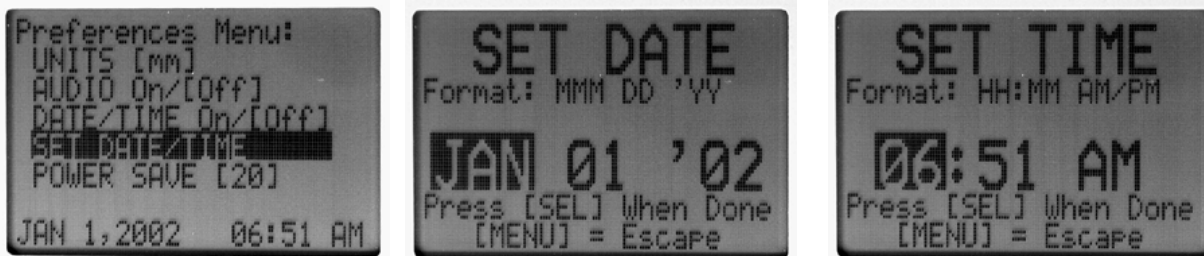 Preferences Menu:
UNITS [mm]
AUDIO On/[Off]
DATE/TIME On/[Off]
SET DATE/TIME
POWER SAVE [20]
JAN 1,2002 06:51 AM
SET DATE
Format: MMM DD 'YY
JAN 01 '02
Press [SEL] When Done
[MENU] = Escape
SET TIME
Format: HH:MM AM/PM
06:51 AM
Press [SEL] When Done
[MENU] = Escape